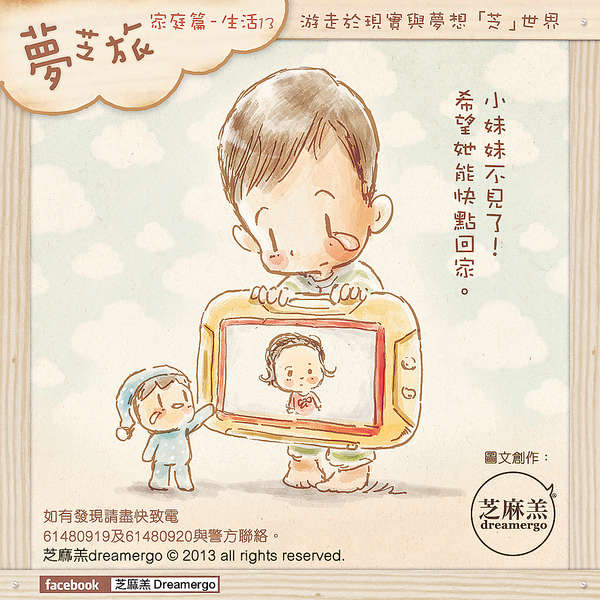 夢芝旅
家庭篇-生活13
游走於現實與夢想「芝」世界
小妹妹不見了！
希望她能快點回家。
圖文創作：
芝麻羔
dreamergo
如有發現請盡快致電
61480919及61480920與警方聯絡。
芝麻羔dreamergo © 2013 all rights reserved.
facebook 芝麻羔 Dreamergo